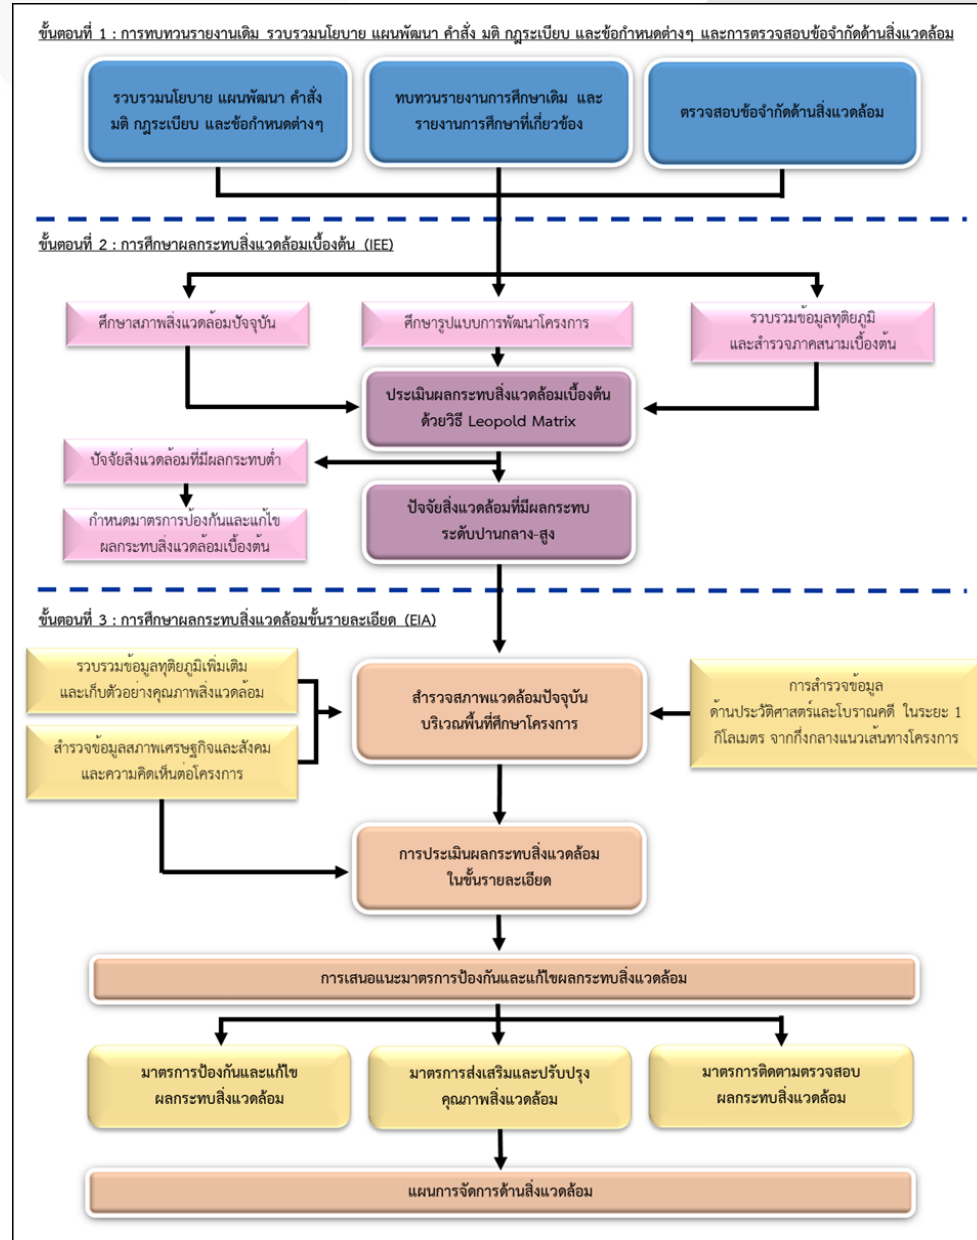 ขั้นตอนที่ 1 : การทบทวนรายงานเดิม รวบรวมนโยบาย แผนพัฒนา คำสั่ง มติ กฎระเบียบ และข้อกำหนดต่างๆ และการตรวจสอบข้อจำกัดด้านสิ่งแวดล้อม
รวบรวมนโยบาย แผนพัฒนา คำสั่ง
มติ กฎระเบียบ และข้อกำหนดต่างๆ
ทบทวนรายงานการศึกษาเดิม และ
รายงานการศึกษาที่เกี่ยวข้อง
ตรวจสอบข้อจำกัดด้านสิ่งแวดล้อม
ขั้นตอนที่ 2 : การศึกษาผลกระทบสิ่งแวดล้อมเบื้องต้น (IEE)
ศึกษาสภาพสิ่งแวดล้อมปัจจุบัน
ศึกษารูปแบบการพัฒนาโครงการ
รวบรวมข้อมูลทุติยภูมิ
และสำรวจภาคสนามเบื้องต้น
ประเมินผลกระทบสิ่งแวดล้อมเบื้องต้น
ด้วยวิธี Leopold Matrix
ปัจจัยสิ่งแวดล้อมที่มีผลกระทบต่ำ
กำหนดมาตรการป้องกันและแก้ไข
ผลกระทบสิ่งแวดล้อมเบื้องต้น
ปัจจัยสิ่งแวดล้อมที่มีผลกระทบ
ระดับปานกลาง-สูง
ขั้นตอนที่ 3 : การศึกษาผลกระทบสิ่งแวดล้อมขั้นรายละเอียด (EIA)
รวบรวมข้อมูลทุติยภูมิเพิ่มเติม
และเก็บตัวอย่างคุณภาพสิ่งแวดล้อม
สำรวจข้อมูลสภาพเศรษฐกิจและสังคม
และความคิดเห็นต่อโครงการ
สำรวจสภาพแวดล้อมปัจจุบัน
บริเวณพื้นที่ศึกษาโครงการ
การสำรวจข้อมูล
ด้านประวัติศาสตร์และโบราณคดี ในระยะ 1
กิโลเมตร จากกึ่งกลางแนวเส้นทางโครงการ
การประเมินผลกระทบสิ่งแวดล้อม
ในขั้นรายละเอียด
การเสนอแนะมาตรการป้องกันและแก้ไขผลกระทบสิ่งแวดล้อม
มาตรการป้องกันและแก้ไข
ผลกระทบสิ่งแวดล้อม
มาตรการส่งเสริมและปรับปรุง
คุณภาพสิ่งแวดล้อม
มาตรการติดตามตรวจสอบ
ผลกระทบสิ่งแวดล้อม
แผนการจัดการด้านสิ่งแวดล้อม